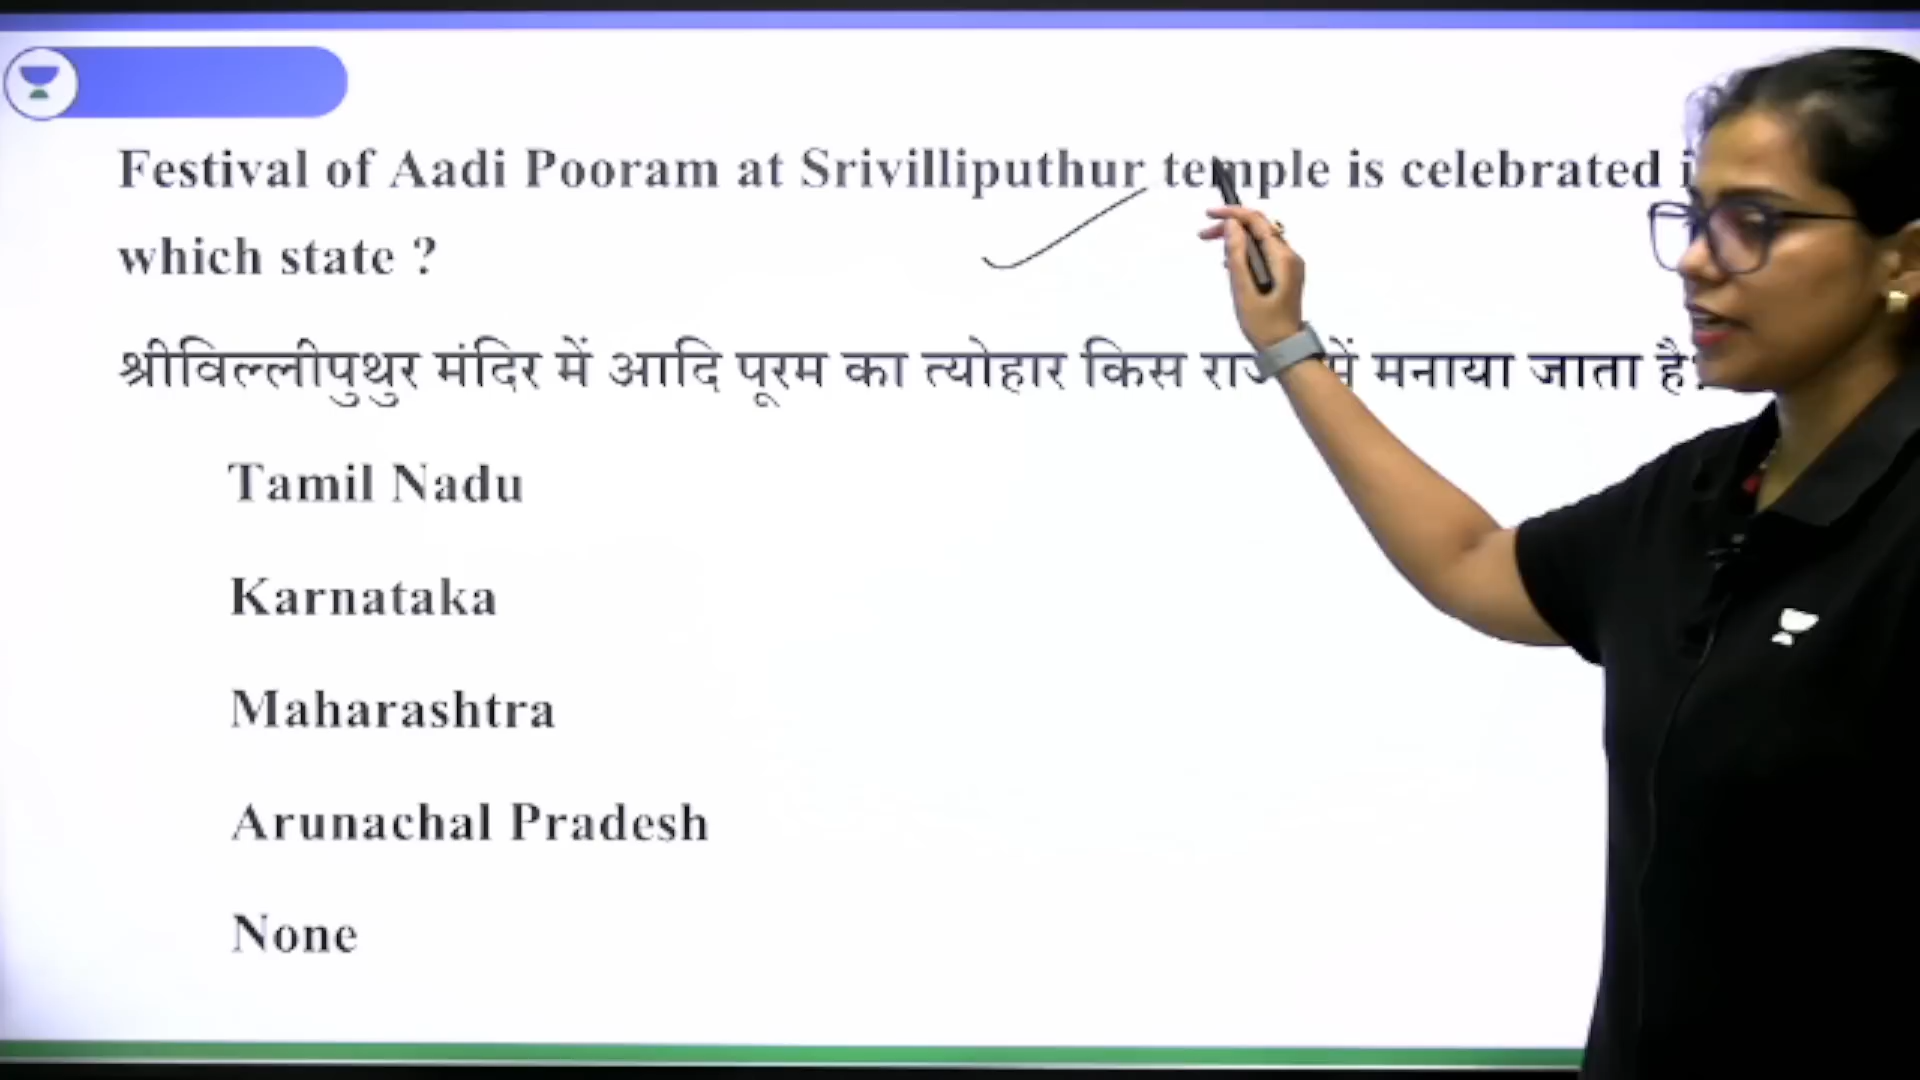 Festival of Aadi Pooram at Srivilliputhur temple is celebrated
which state ?
श्रीविल्लीपुथुर मंदिर में आदि पूरम का त्योहार किस में मनाया जाता है?
Tamil Nadu
Karnataka
Maharashtra
Arunachal Pradesh
None